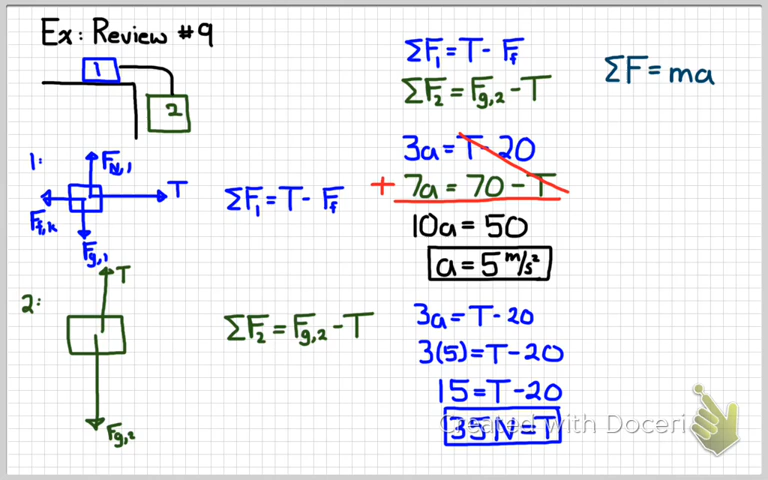 Ex: Review #9
1
2
1:
F_N,1
T
F_f,k
F_g,1
ΣF₁ = T - F_f
2:
T
F_g,2
ΣF₂ = F_g,2 - T
ΣF₁ = T - F_f
ΣF₂ = F_g,2 - T
3a = T - 20
+ 7a = 70 - T
10a = 50
a = 5 m/s²
3a = T - 20
3(5) = T - 20
15 = T - 20
35 N = T
ΣF = ma
Created with Doceri